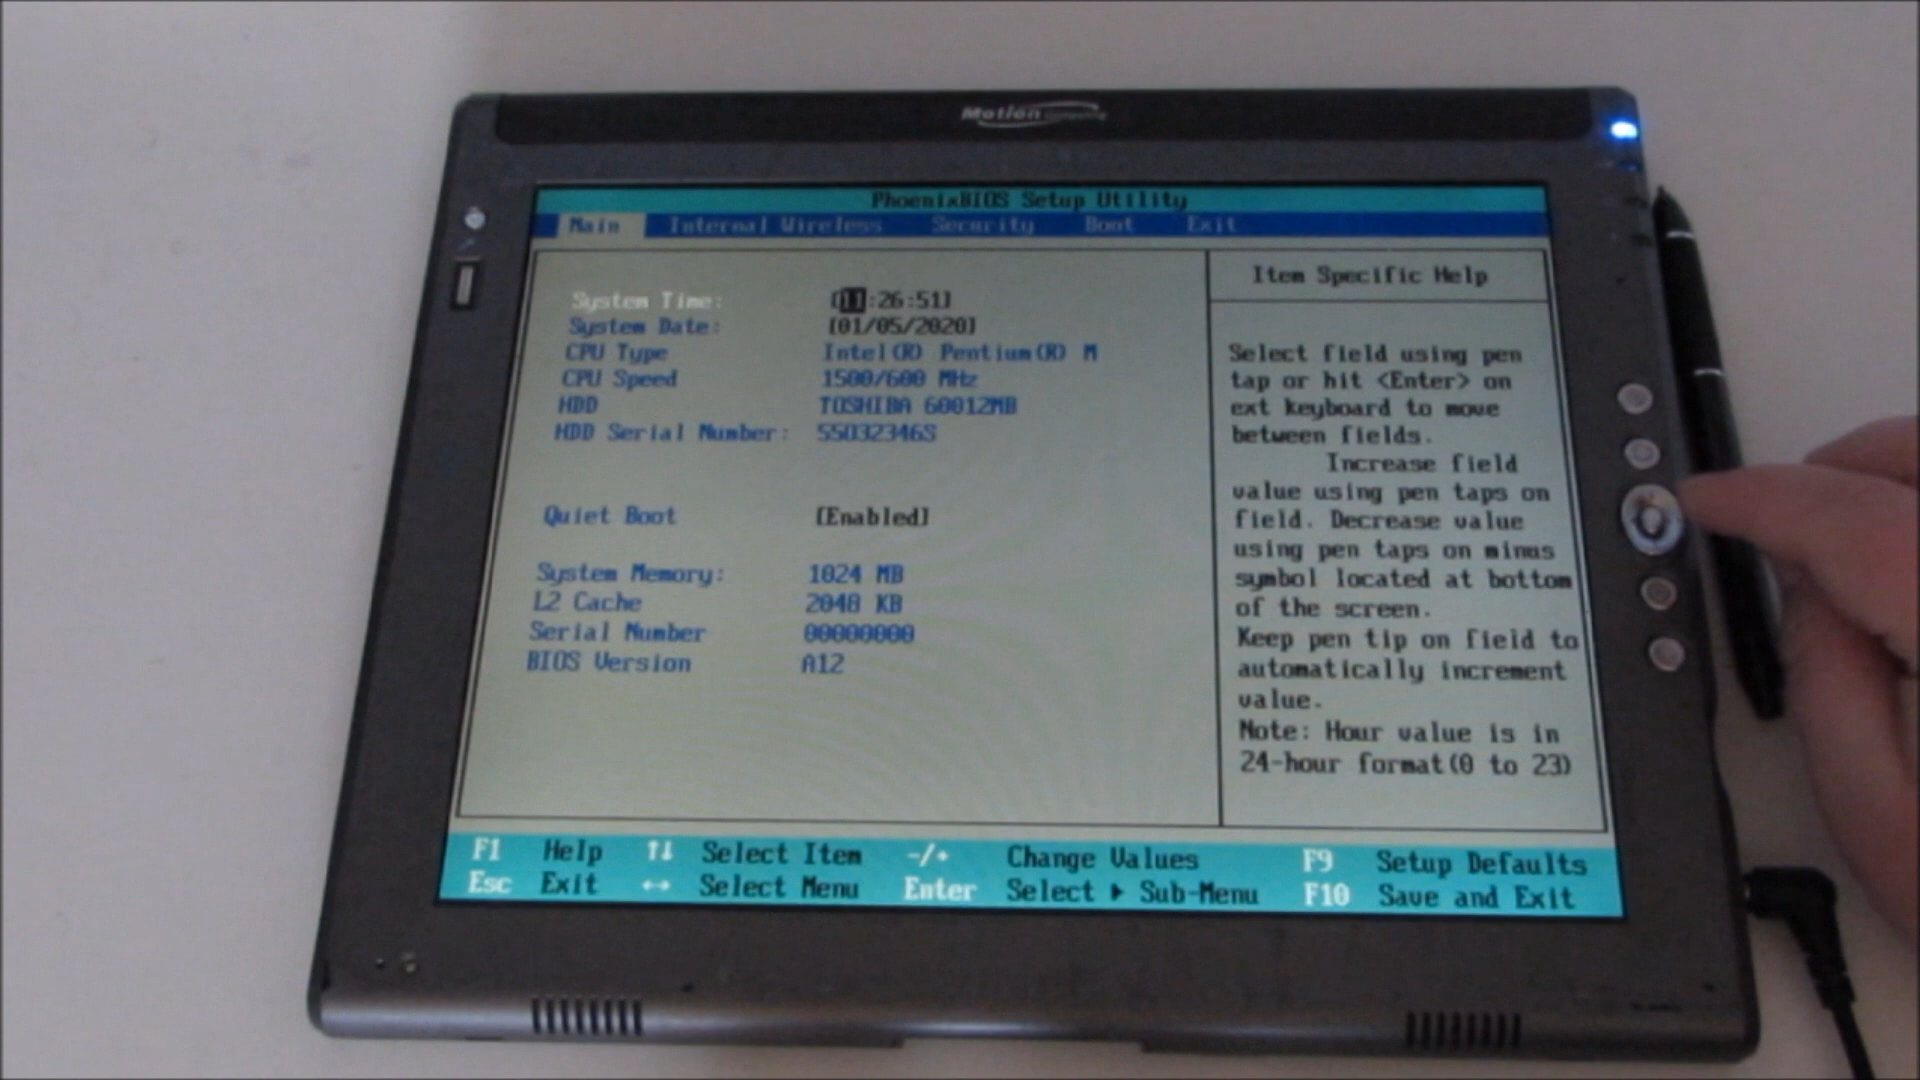 Motion computing
PhoenixBIOS Setup Utility
Main Internal Wireless Security Boot Exit
Item Specific Help
System Time: [11:26:51]
System Date: [01/05/2020]
CPU Type Intel(R) Pentium(R) M
CPU Speed 1500/600 MHz
HDD TOSHIBA 60012MB
HDD Serial Number: 55032346S
Quiet Boot [Enabled]
System Memory: 1024 MB
L2 Cache 2048 KB
Serial Number 00000000
BIOS Version A12
Select field using pen
tap or hit <Enter> on
ext keyboard to move
between fields.
Increase field
value using pen taps on
field. Decrease value
using pen taps on minus
symbol located at bottom
of the screen.
Keep pen tip on field to
automatically increment
value.
Note: Hour value is in
24-hour format(0 to 23)
F1 Help ↑↓ Select Item -/+ Change Values F9 Setup Defaults
Esc Exit ↔ Select Menu Enter Select ▶ Sub-Menu F10 Save and Exit